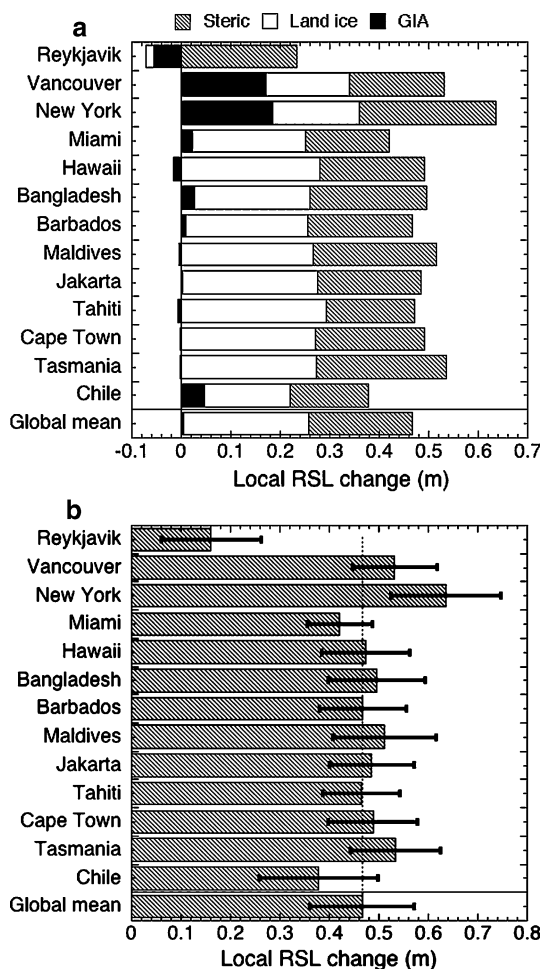 a
Steric Land ice GIA
Reykjavik
Vancouver
New York
Miami
Hawaii
Bangladesh
Barbados
Maldives
Jakarta
Tahiti
Cape Town
Tasmania
Chile
Global mean
-0.1 0 0.1 0.2 0.3 0.4 0.5 0.6 0.7
Local RSL change (m)
b
Reykjavik
Vancouver
New York
Miami
Hawaii
Bangladesh
Barbados
Maldives
Jakarta
Tahiti
Cape Town
Tasmania
Chile
Global mean
0 0.1 0.2 0.3 0.4 0.5 0.6 0.7 0.8
Local RSL change (m)